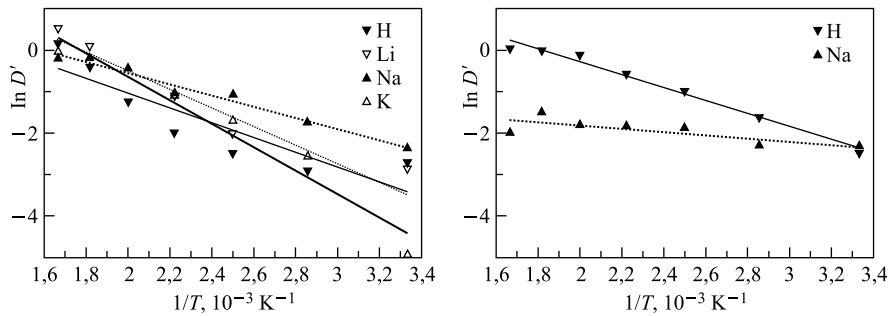 ln D′
0
−2
−4
H
Li
Na
K
1,6 1,8 2 2,2 2,4 2,6 2,8 3 3,2 3,4
1/T, 10⁻³ K⁻¹
ln D′
0
−2
−4
H
Na
1,6 1,8 2 2,2 2,4 2,6 2,8 3 3,2 3,4
1/T, 10⁻³ K⁻¹